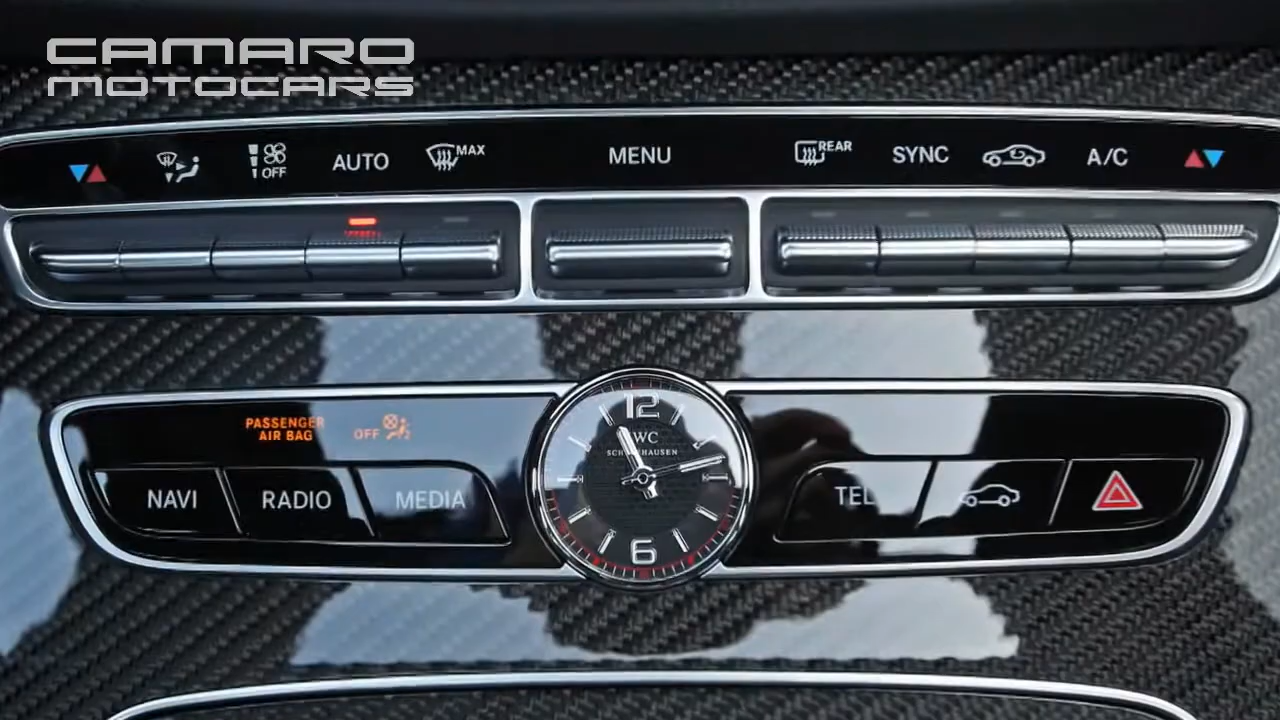 CAMARO
MOTOCARS
OFF
AUTO
MAX
MENU
REAR
SYNC
A/C
PASSENGER
AIR BAG
OFF
2
NAVI
RADIO
MEDIA
12
IWC
SCHAFFHAUSEN
6
TEL